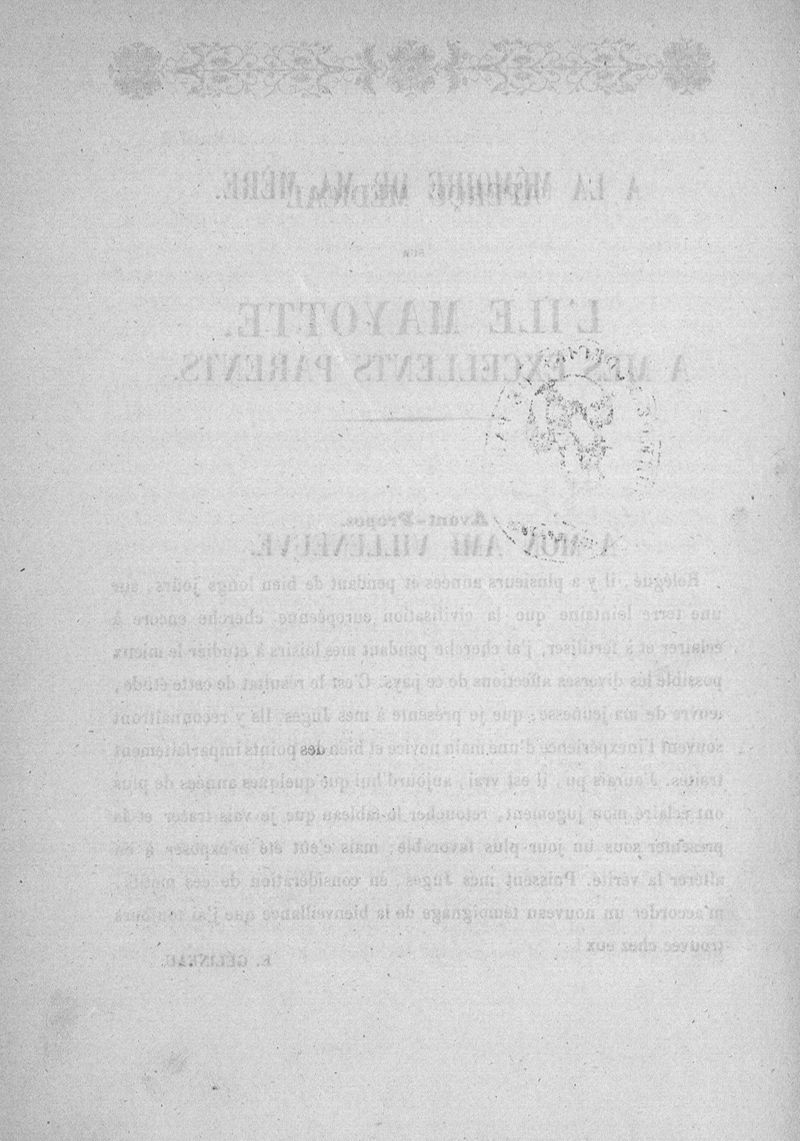 A LA MÉMOIRE DE MA MÈRE.
APERÇU MÉDICAL
SUR
L'ILE MAYOTTE.
A MES EXCELLENTS PARENTS.
Avant-Propos.
A MON AMI VILLENEUVE.
Relégué, il y a plusieurs années et pendant de bien longs jours, sur
une terre lointaine que la civilisation européenne cherche encore à
éclairer et à fertiliser, j'ai cherché pendant mes loisirs à étudier le mieux
possible les diverses affections de ce pays. C'est le résultat de cette étude,
œuvre de ma jeunesse, que je présente à mes Juges. Ils y reconnaîtront
souvent l'inexpérience d'une main novice et bien des points imparfaitement
traités. J'aurais pu, il est vrai, aujourd'hui que quelques années de plus
ont éclairé mon jugement, retoucher le tableau que je vais tracer et le
présenter sous un jour plus favorable; mais c'eût été m'exposer à en
altérer la vérité. Puissent mes Juges, en considération de ces motifs,
m'accorder un nouveau témoignage de la bienveillance que j'ai toujours
trouvée chez eux!
E. GÉLINEAU.